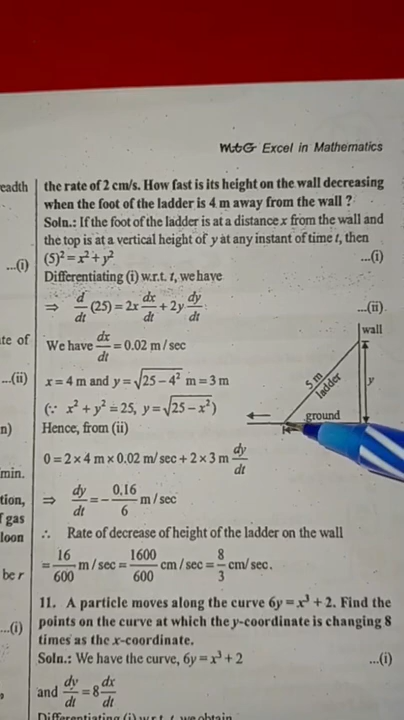 MtG Excel in Mathematics
eadth
the rate of 2 cm/s. How fast is its height on the wall decreasing
when the foot of the ladder is 4 m away from the wall ?
Soln.: If the foot of the ladder is at a distance x from the wall and
the top is at a vertical height of y at any instant of time t, then
...(i)
(5)² = x² + y² ...(i)
Differentiating (i) w.r.t. t, we have
⇒ d/dt (25) = 2x dx/dt + 2y dy/dt ...(ii)
wall
te of
We have dx/dt = 0.02 m/sec
...(ii)
x = 4 m and y = √(25 − 4²) m = 3 m
5 m
ladder
y
(∵ x² + y² = 25, y = √(25 − x²))
ground
n)
Hence, from (ii)
0 = 2 × 4 m × 0.02 m/sec + 2 × 3 m dy/dt
min.
tion,
⇒ dy/dt = − 0.16/6 m/sec
f gas
loon
∴ Rate of decrease of height of the ladder on the wall
be r
= 16/600 m/sec = 1600/600 cm/sec = 8/3 cm/sec.
11. A particle moves along the curve 6y = x³ + 2. Find the
...(i)
points on the curve at which the y-coordinate is changing 8
times as the x-coordinate.
Soln.: We have the curve, 6y = x³ + 2 ...(i)
and dy/dt = 8 dx/dt
Differentiating (i) w.r.t. t, we obtain